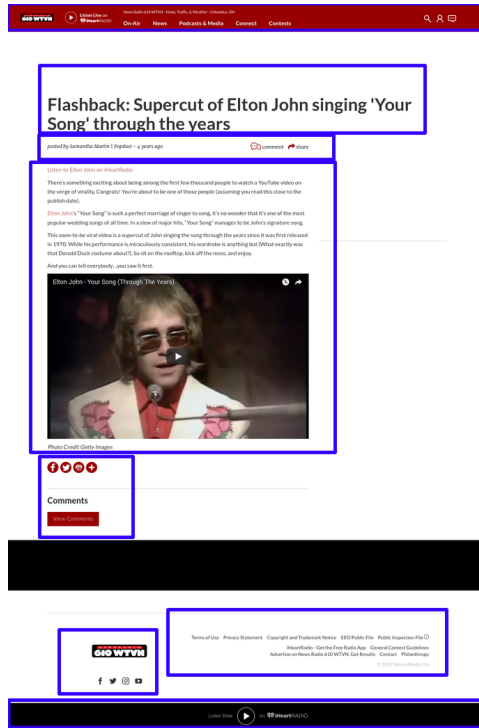 610 WTVN
Listen Live on
iHeartRADIO
News Radio 610 WTVN - News, Traffic, & Weather - Columbus, OH
On-Air News Podcasts & Media Connect Contests
Flashback: Supercut of Elton John singing 'Your
Song' through the years
posted by Samantha Martin | Popdust – 4 years ago
comment share
Listen to Elton John on iHeartRadio
There's something exciting about being among the first few thousand people to watch a YouTube video on
the verge of virality. Congrats! You're about to be one of those people (assuming you read this close to the
publish date).
Elton John's "Your Song" is such a perfect marriage of singer to song, it's no wonder that it's one of the most
popular wedding songs of all time. In a slew of major hits, "Your Song" manages to be John's signature song.
This soon-to-be viral video is a supercut of John singing the song through the years since it was first released
in 1970. While his performance is miraculously consistent, his wardrobe is anything but (What exactly was
that Donald Duck costume about?). So sit on the rooftop, kick off the moss, and enjoy.
And you can tell everybody...you saw it first.
Elton John - Your Song (Through The Years)
Photo Credit Getty Images
Comments
View Comments
610 WTVN
Terms of Use Privacy Statement Copyright and Trademark Notice EEO Public File Public Inspection File
iHeartRadio - Get the Free Radio App General Contest Guidelines
Advertise on News Radio 610 WTVN; Get Results Contact Philanthropy
© 2017 iHeartMedia, Inc.
Listen Now on iHeartRADIO